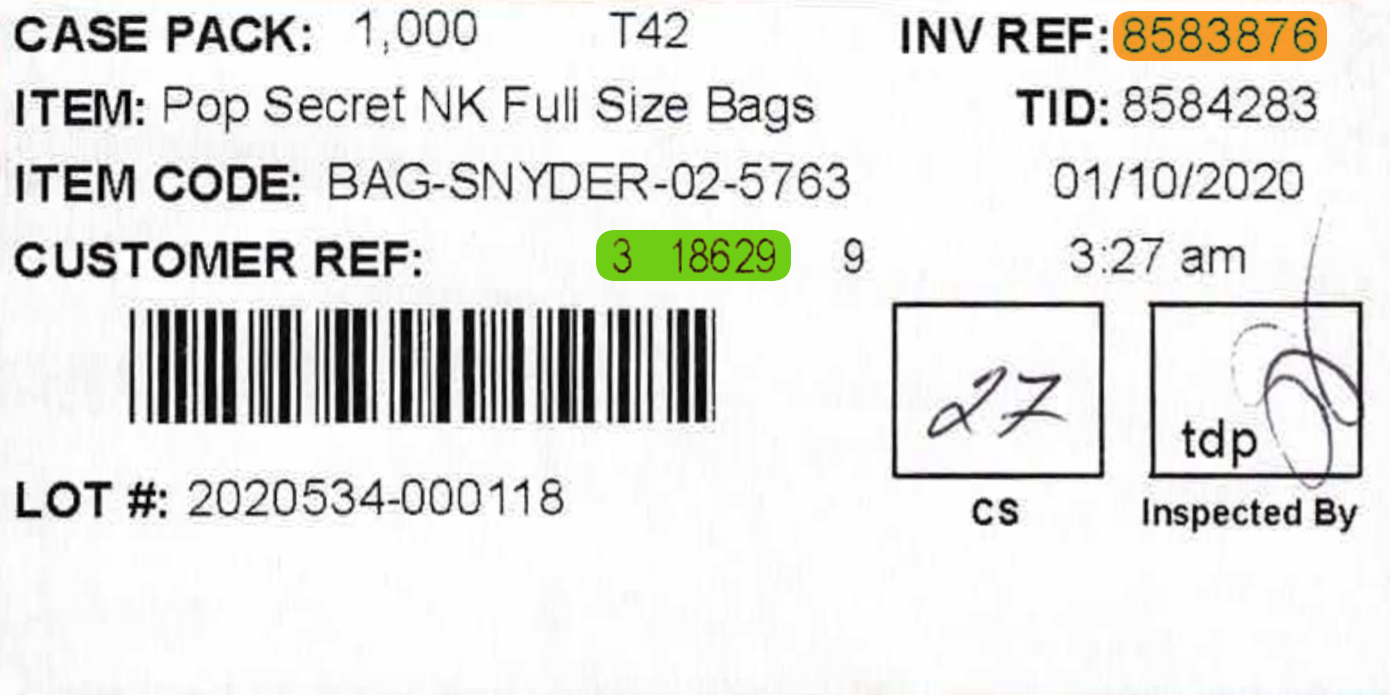 CASE PACK: 1,000 T42 INV REF: 8583876
ITEM: Pop Secret NK Full Size Bags TID: 8584283
ITEM CODE: BAG-SNYDER-02-5763 01/10/2020
CUSTOMER REF: 3 18629 9 3:27 am
27 tdp
LOT #: 2020534-000118 CS Inspected By